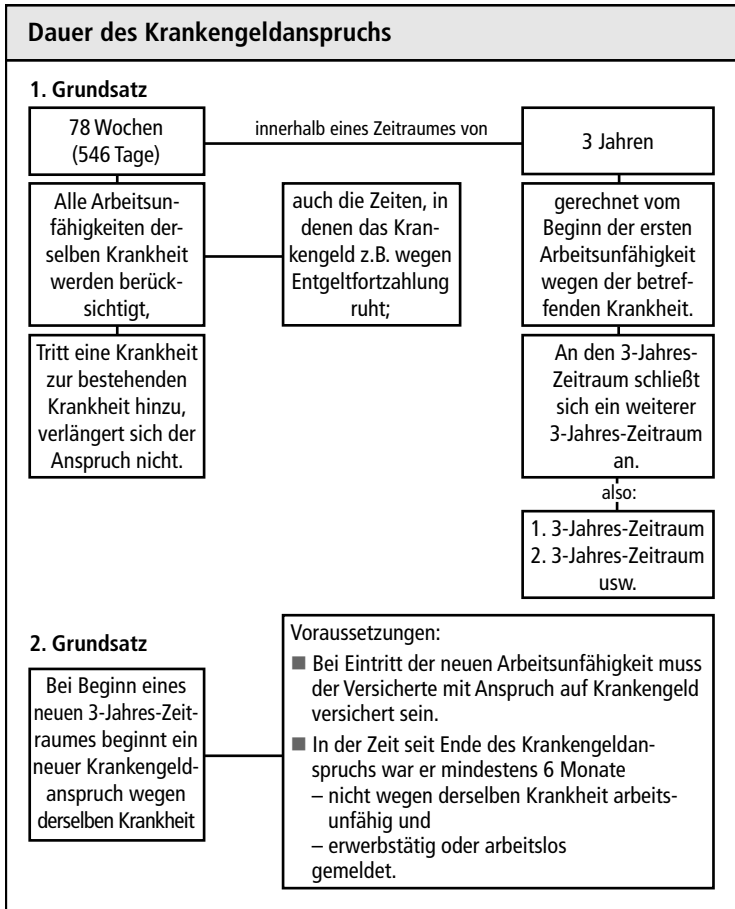 Dauer des Krankengeldanspruchs
1. Grundsatz
78 Wochen
(546 Tage)
innerhalb eines Zeitraumes von
3 Jahren
Alle Arbeitsun-
fähigkeiten der-
selben Krankheit
werden berück-
sichtigt,
auch die Zeiten, in
denen das Kran-
kengeld z.B. wegen
Entgeltfortzahlung
ruht;
gerechnet vom
Beginn der ersten
Arbeitsunfähigkeit
wegen der betref-
fenden Krankheit.
Tritt eine Krankheit
zur bestehenden
Krankheit hinzu,
verlängert sich der
Anspruch nicht.
An den 3-Jahres-
Zeitraum schließt
sich ein weiterer
3-Jahres-Zeitraum
an.
also:
1. 3-Jahres-Zeitraum
2. 3-Jahres-Zeitraum
usw.
2. Grundsatz
Bei Beginn eines
neuen 3-Jahres-Zeit-
raumes beginnt ein
neuer Krankengeld-
anspruch wegen
derselben Krankheit
Voraussetzungen:
■ Bei Eintritt der neuen Arbeitsunfähigkeit muss
der Versicherte mit Anspruch auf Krankengeld
versichert sein.
■ In der Zeit seit Ende des Krankengeldan-
spruchs war er mindestens 6 Monate
– nicht wegen derselben Krankheit arbeits-
unfähig und
– erwerbstätig oder arbeitslos
gemeldet.